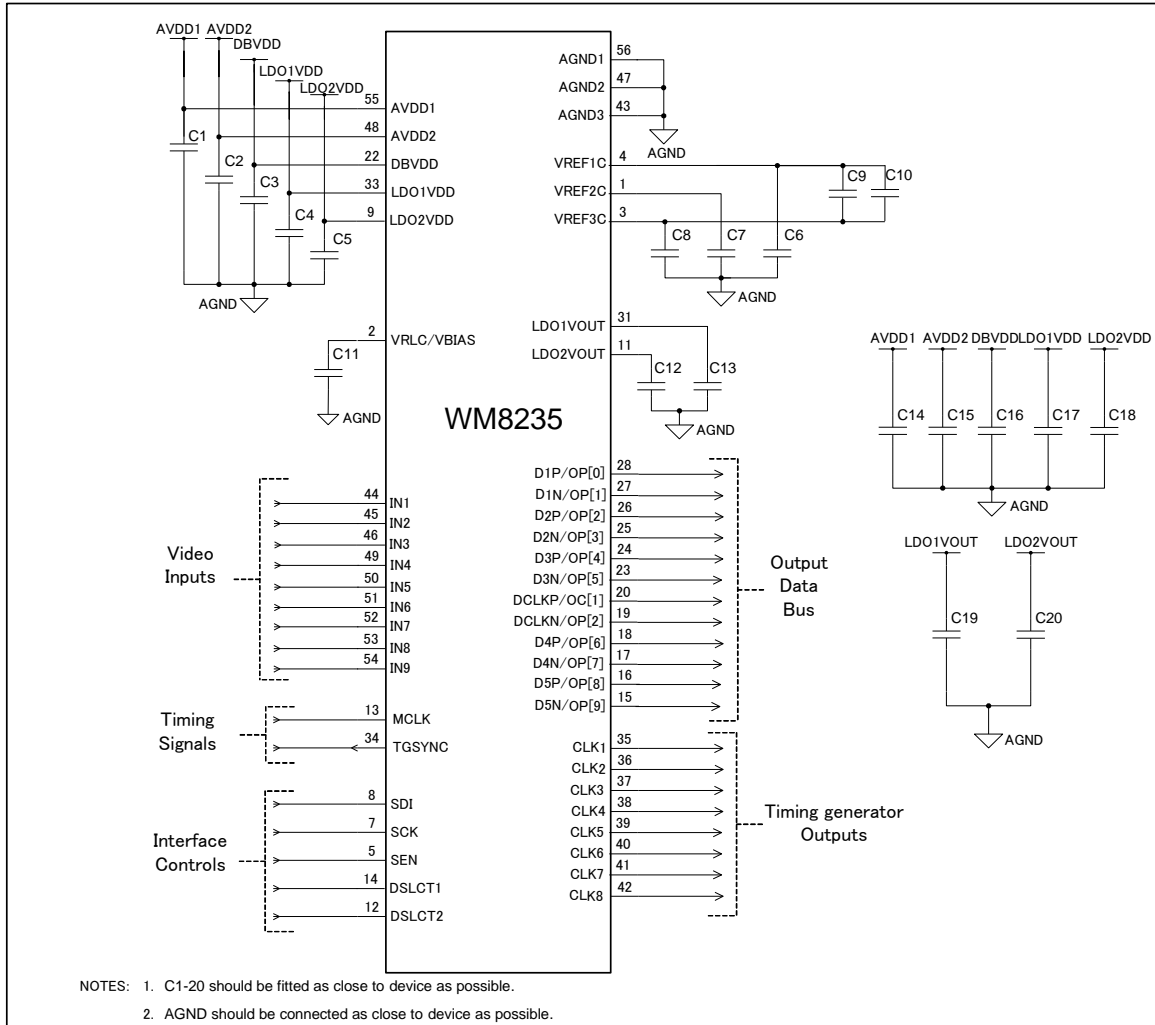 AVDD1
AVDD2
DBVDD
LDO1VDD
LDO2VDD
55
AVDD1
48
AVDD2
22
DBVDD
33
LDO1VDD
9
LDO2VDD
C1
C2
C3
C4
C5
AGND
2
VRLC/VBIAS
C11
AGND
WM8235
AGND1
56
AGND2
47
AGND3
43
AGND
VREF1C
4
VREF2C
1
VREF3C
3
C9
C10
C8
C7
C6
AGND
LDO1VOUT
31
LDO2VOUT
11
C12
C13
AGND
AVDD1
AVDD2
DBVDD
LDO1VDD
LDO2VDD
C14
C15
C16
C17
C18
AGND
LDO1VOUT
LDO2VOUT
C19
C20
AGND
Video
Inputs
44
IN1
45
IN2
46
IN3
49
IN4
50
IN5
51
IN6
52
IN7
53
IN8
54
IN9
Timing
Signals
13
MCLK
34
TGSYNC
Interface
Controls
8
SDI
7
SCK
5
SEN
14
DSLCT1
12
DSLCT2
D1P/OP[0]
28
D1N/OP[1]
27
D2P/OP[2]
26
D2N/OP[3]
25
D3P/OP[4]
24
D3N/OP[5]
23
DCLKP/OC[1]
20
DCLKN/OP[2]
19
D4P/OP[6]
18
D4N/OP[7]
17
D5P/OP[8]
16
D5N/OP[9]
15
Output
Data
Bus
CLK1
35
CLK2
36
CLK3
37
CLK4
38
CLK5
39
CLK6
40
CLK7
41
CLK8
42
Timing generator
Outputs
NOTES: 1. C1-20 should be fitted as close to device as possible.
2. AGND should be connected as close to device as possible.